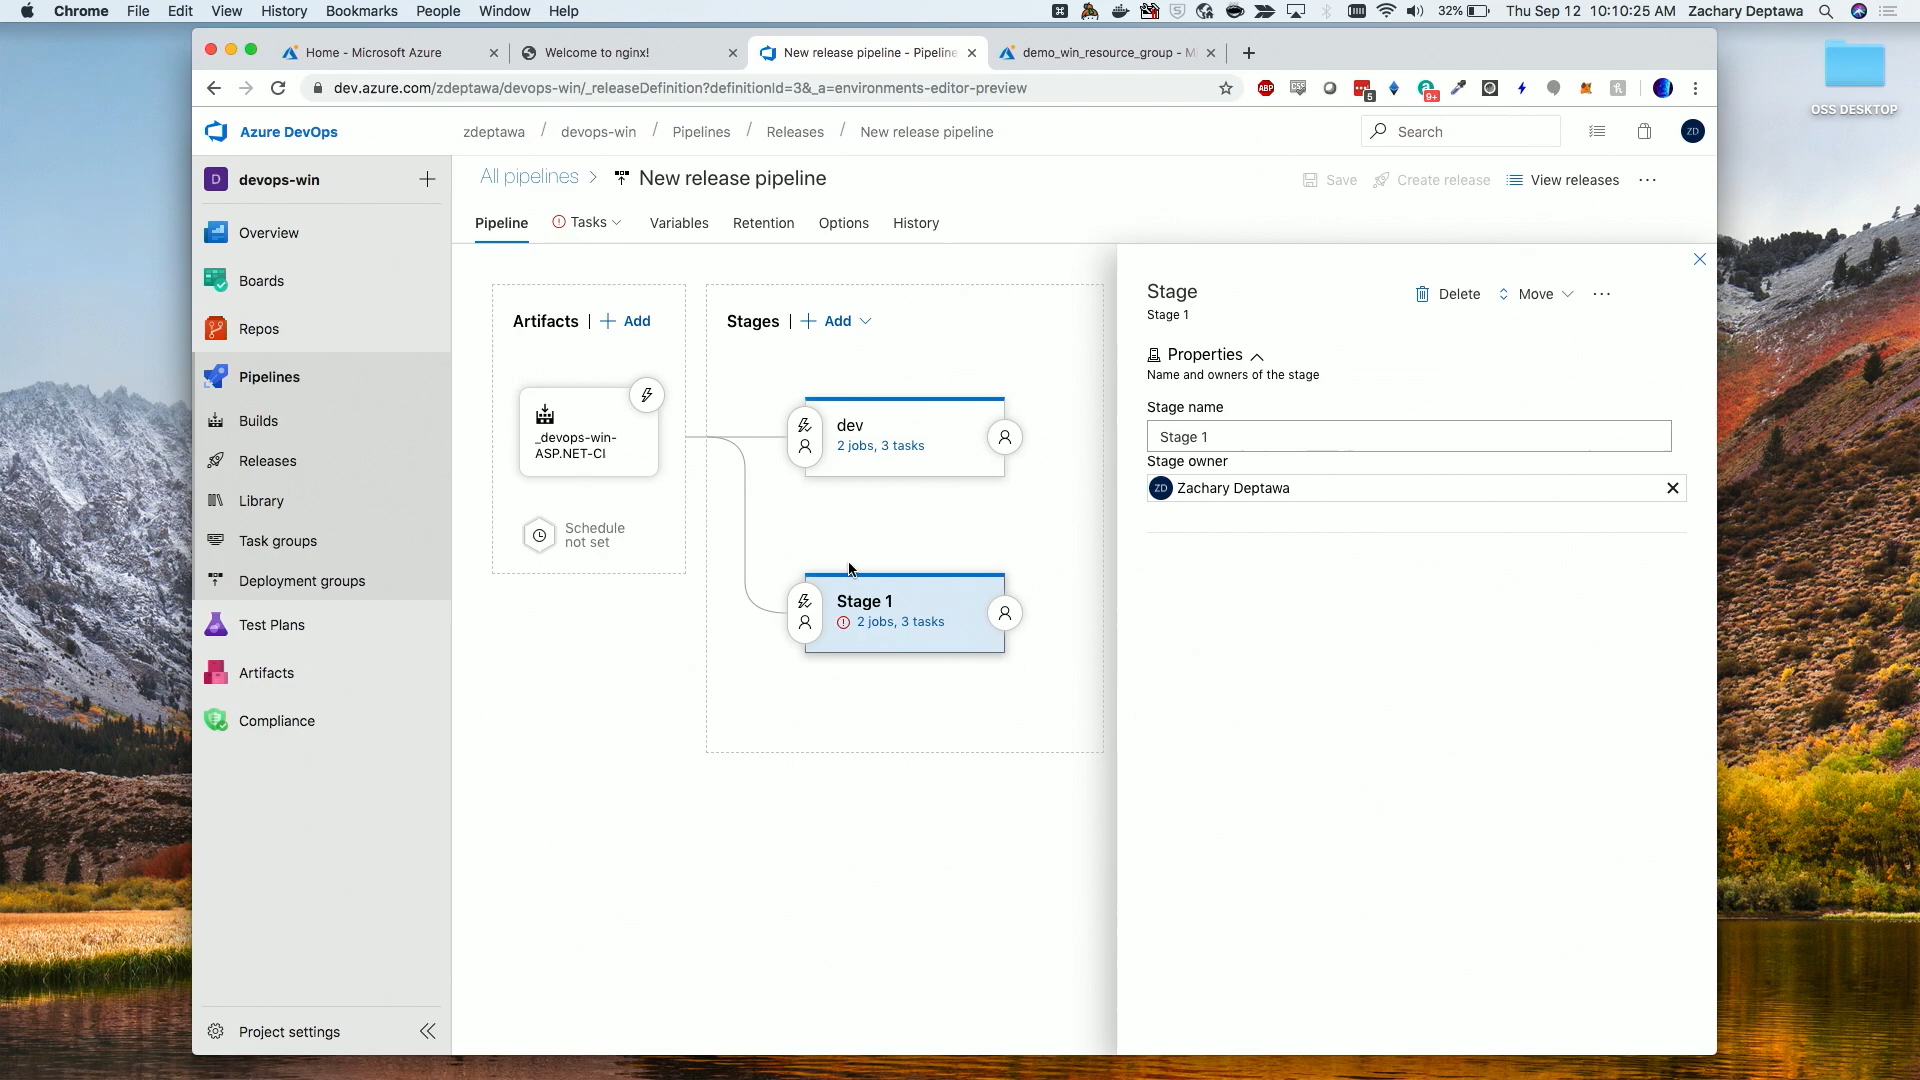 Chrome File Edit View History Bookmarks People Window Help 32% Thu Sep 12 10:10:25 AM Zachary Deptawa
OSS DESKTOP
Home - Microsoft Azure Welcome to nginx! New release pipeline - Pipeline demo_win_resource_group - M
dev.azure.com/zdeptawa/devops-win/_releaseDefinition?definitionId=3&_a=environments-editor-preview ABP CSS 5 9+
Azure DevOps zdeptawa / devops-win / Pipelines / Releases / New release pipeline Search ZD
D devops-win
Overview
Boards
Repos
Pipelines
Builds
Releases
Library
Task groups
Deployment groups
Test Plans
Artifacts
Compliance
Project settings
All pipelines > New release pipeline Save Create release View releases
Pipeline Tasks Variables Retention Options History
Artifacts | + Add
_devops-win-
ASP.NET-CI
Schedule
not set
Stages | + Add
dev
2 jobs, 3 tasks
Stage 1
2 jobs, 3 tasks
Stage Delete Move
Stage 1
Properties
Name and owners of the stage
Stage name
Stage 1
Stage owner
ZD Zachary Deptawa